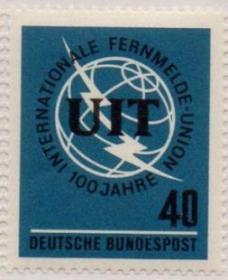 INTERNATIONALE FERNMELDE-UNION
UIT
100 JAHRE
40
DEUTSCHE BUNDESPOST